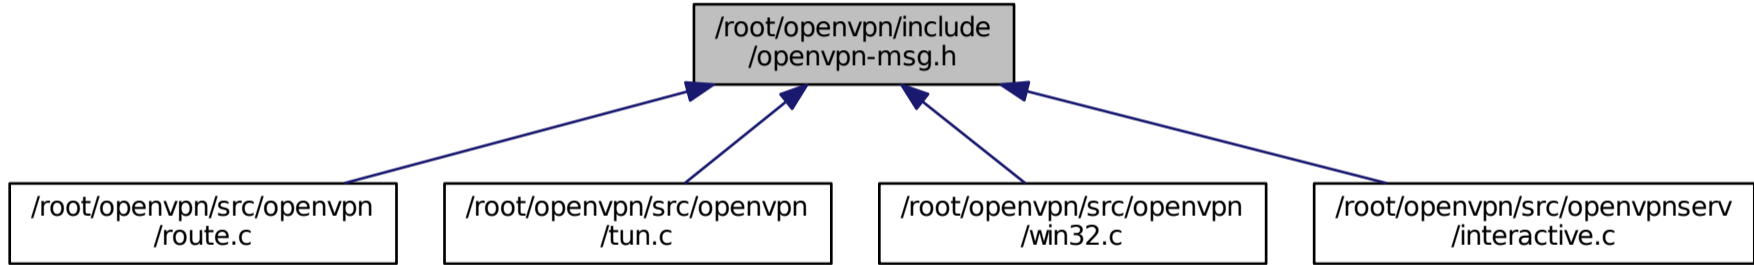 /root/openvpn/include
/openvpn-msg.h
/root/openvpn/src/openvpn
/route.c
/root/openvpn/src/openvpn
/tun.c
/root/openvpn/src/openvpn
/win32.c
/root/openvpn/src/openvpnserv
/interactive.c